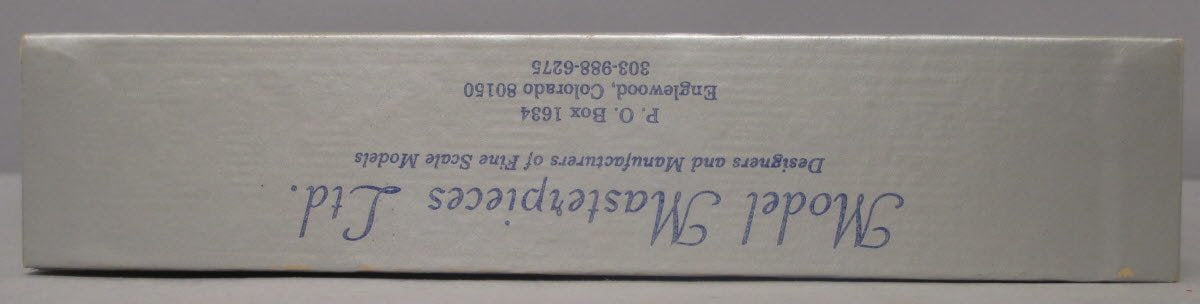 Model Masterpieces Ltd.
Designers and Manufacturers of Fine Scale Models
P. O. Box 1634
Englewood, Colorado 80150
303-988-6275